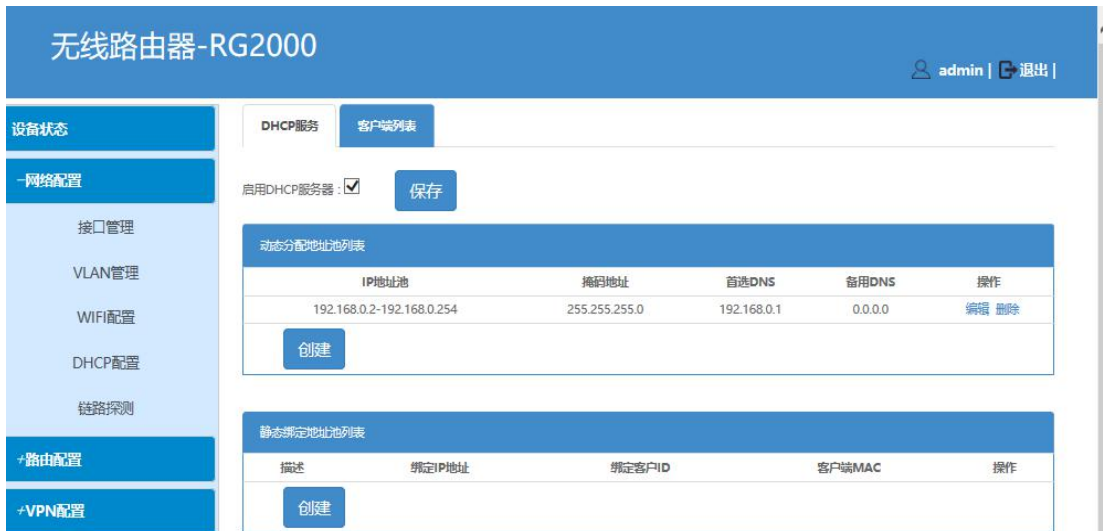 无线路由器-RG2000
admin | 退出 |
设备状态
-网络配置
接口管理
VLAN管理
WIFI配置
DHCP配置
链路探测
+路由配置
+VPN配置
DHCP服务 客户端列表
启用DHCP服务器 : 保存
动态分配地址池列表
IP地址池 掩码地址 首选DNS 备用DNS 操作
192.168.0.2-192.168.0.254 255.255.255.0 192.168.0.1 0.0.0.0 编辑 删除
创建
静态绑定地址池列表
描述 绑定IP地址 绑定客户ID 客户端MAC 操作
创建